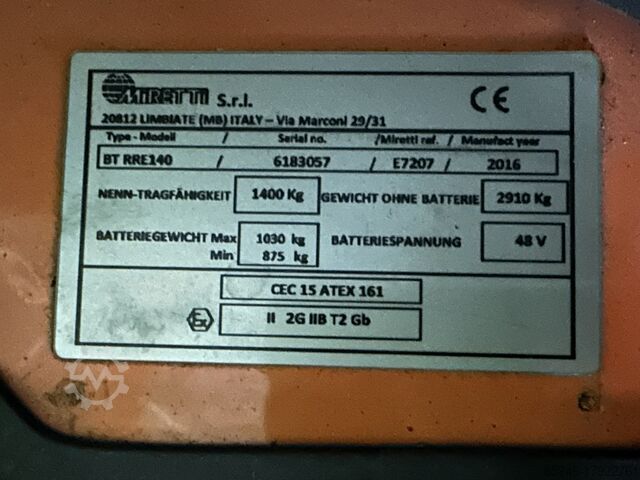 MIRETTI S.r.l.
CE
20812 LIMBIATE (MB) ITALY – Via Marconi 29/31
Type - Modell / Serial no. /Miretti ref. / Manufact year
BT RRE140 / 6183057 / E7207 / 2016
NENN-TRAGFÄHIGKEIT 1400 Kg GEWICHT OHNE BATTERIE 2910 Kg
BATTERIEGEWICHT Max 1030 kg BATTERIESPANNUNG 48 V
Min 875 kg
CEC 15 ATEX 161
Ex II 2G IIB T2 Gb